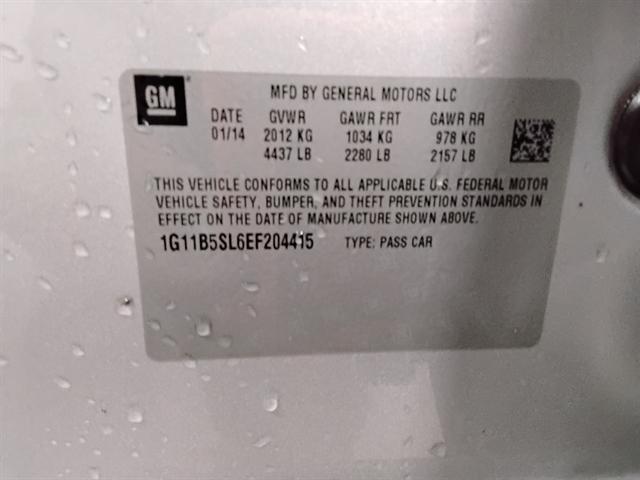 GM
MFD BY GENERAL MOTORS LLC
DATE GVWR GAWR FRT GAWR RR
01/14 2012 KG 1034 KG 978 KG
4437 LB 2280 LB 2157 LB
THIS VEHICLE CONFORMS TO ALL APPLICABLE U.S. FEDERAL MOTOR
VEHICLE SAFETY, BUMPER, AND THEFT PREVENTION STANDARDS IN
EFFECT ON THE DATE OF MANUFACTURE SHOWN ABOVE.
1G11B5SL6EF204415 TYPE: PASS CAR